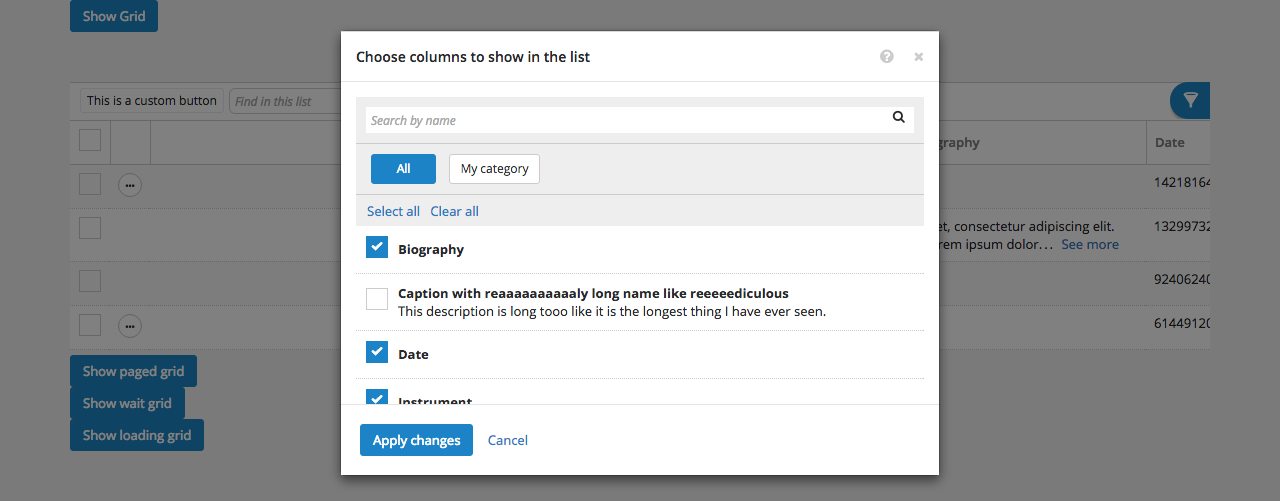 Show Grid
Choose columns to show in the list
This is a custom button
Find in this list
Search by name
All
My category
Select all Clear all
Biography
Caption with reaaaaaaaaaaly long name like reeeeediculous
This description is long tooo like it is the longest thing I have ever seen.
Date
Instrument
Apply changes
Cancel
ography
Date
14218164
et, consectetur adipiscing elit.
rem ipsum dolor... See more
13299732
92406240
61449120
Show paged grid
Show wait grid
Show loading grid